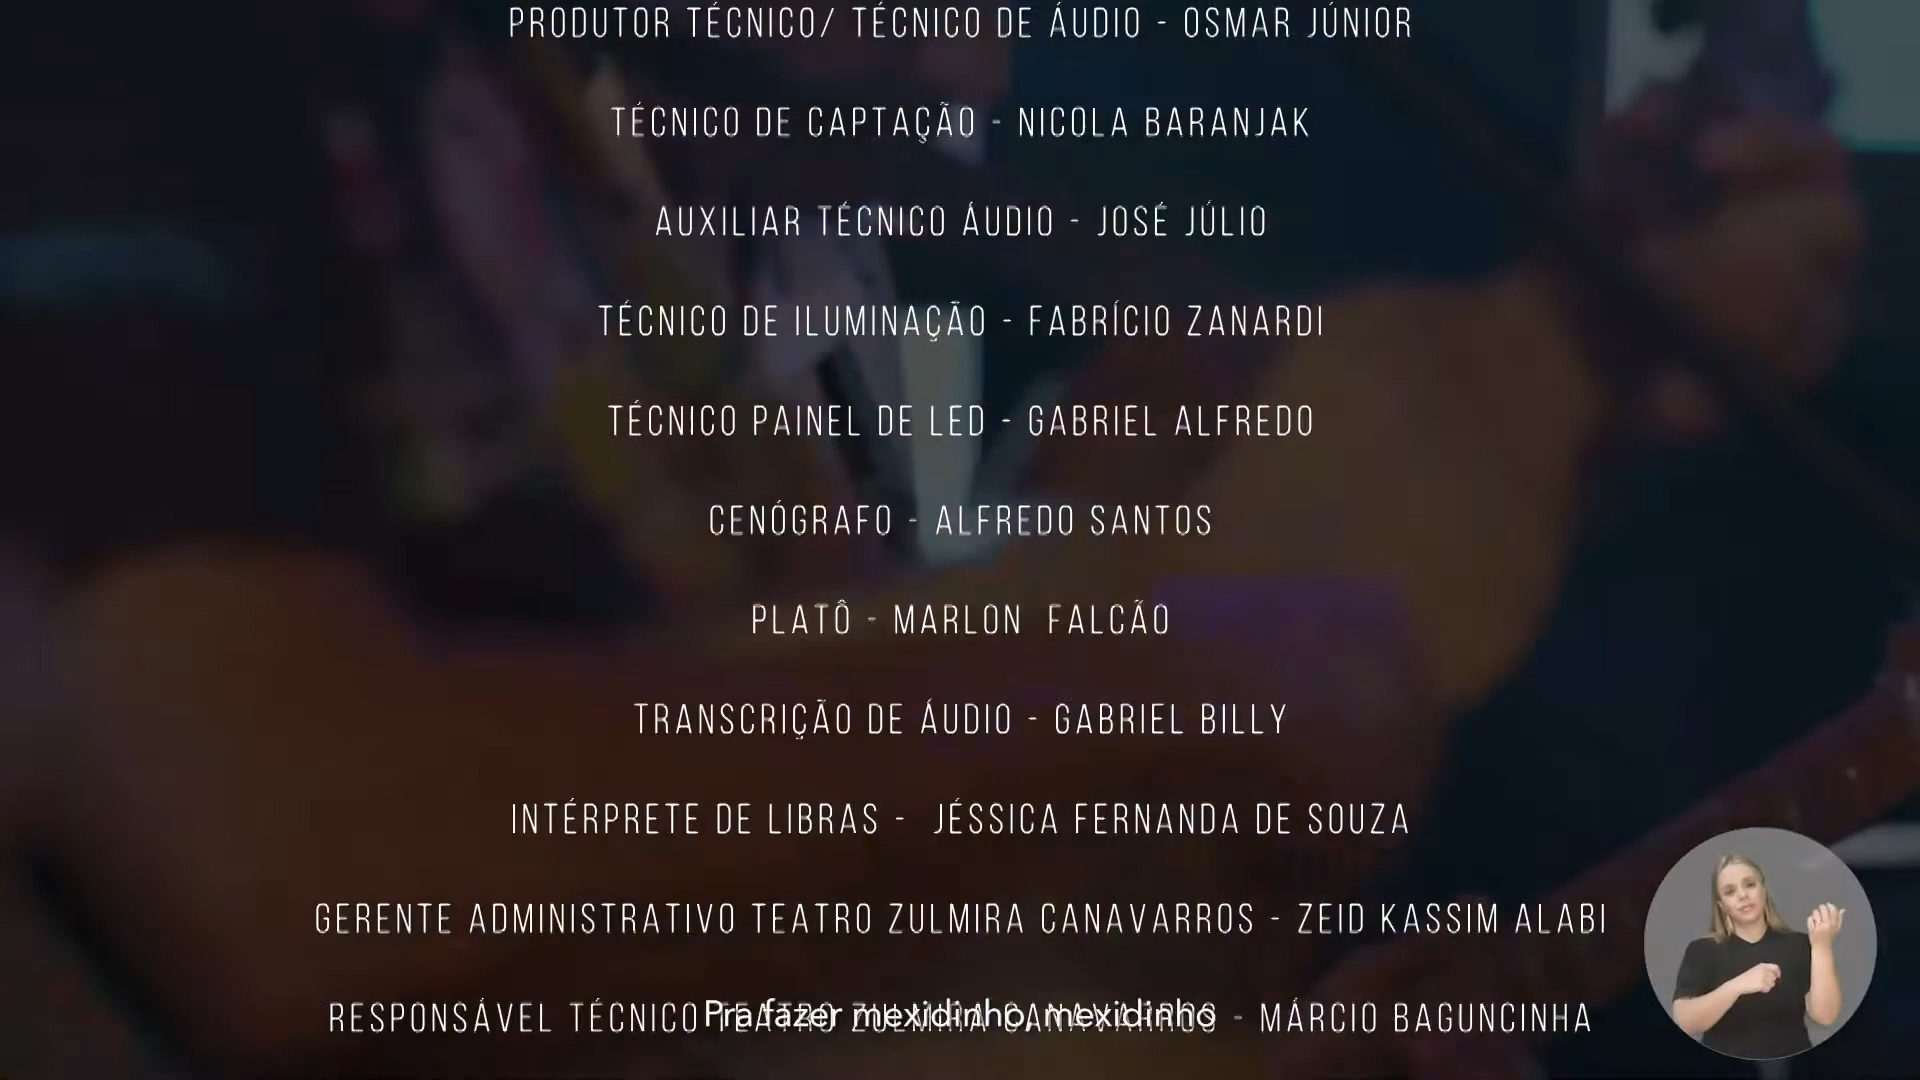 PRODUTOR TÉCNICO/ TÉCNICO DE ÁUDIO - OSMAR JÚNIOR
TÉCNICO DE CAPTAÇÃO - NICOLA BARANJAK
AUXILIAR TÉCNICO ÁUDIO - JOSÉ JÚLIO
TÉCNICO DE ILUMINAÇÃO - FABRÍCIO ZANARDI
TÉCNICO PAINEL DE LED - GABRIEL ALFREDO
CENÓGRAFO - ALFREDO SANTOS
PLATÔ - MARLON FALCÃO
TRANSCRIÇÃO DE ÁUDIO - GABRIEL BILLY
INTÉRPRETE DE LIBRAS - JÉSSICA FERNANDA DE SOUZA
GERENTE ADMINISTRATIVO TEATRO ZULMIRA CANAVARROS - ZEID KASSIM ALABI
RESPONSÁVEL TÉCNICO TEATRO ZULMIRA CANAVARROS - MÁRCIO BAGUNCINHA
Pra fazer mexidinho, mexidinho